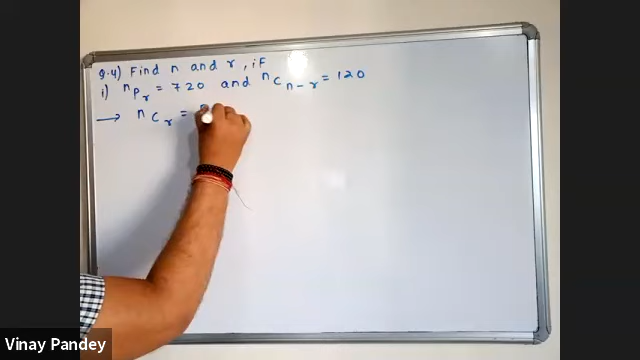 Q.4) Find n and r, if
i) ⁿPᵣ = 720 and ⁿCₙ₋ᵣ = 120
→ ⁿCᵣ =
Vinay Pandey